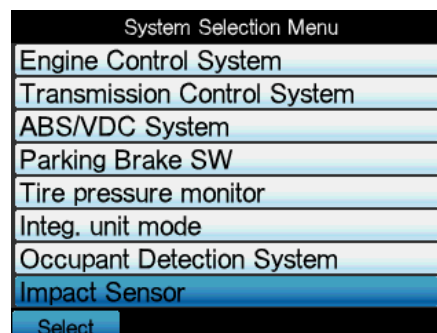 System Selection Menu
Engine Control System
Transmission Control System
ABS/VDC System
Parking Brake SW
Tire pressure monitor
Integ. unit mode
Occupant Detection System
Impact Sensor
Select